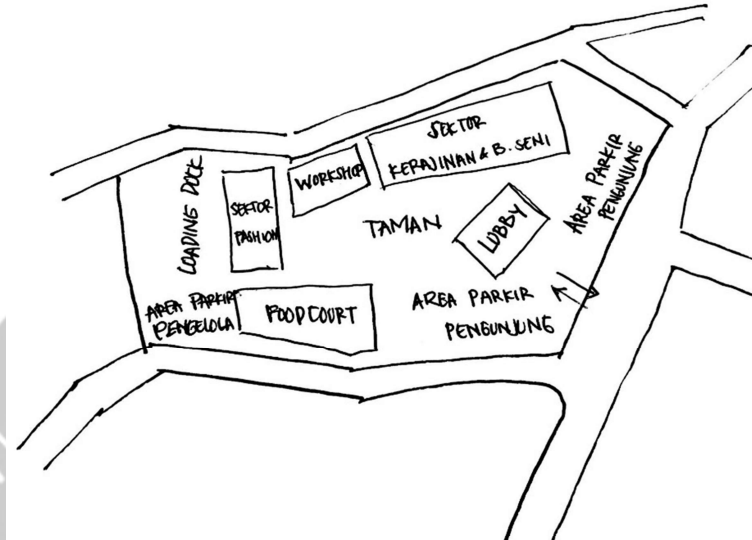 SEKTOR
KERAJINAN & B. SENI
WORKSHOP
LOADING DOCK
SEKTOR
FASHION
TAMAN
LOBBY
AREA PARKIR
PENGUNJUNG
AREA PARKIR
PENGELOLA
FOODCOURT
AREA PARKIR
PENGUNJUNG